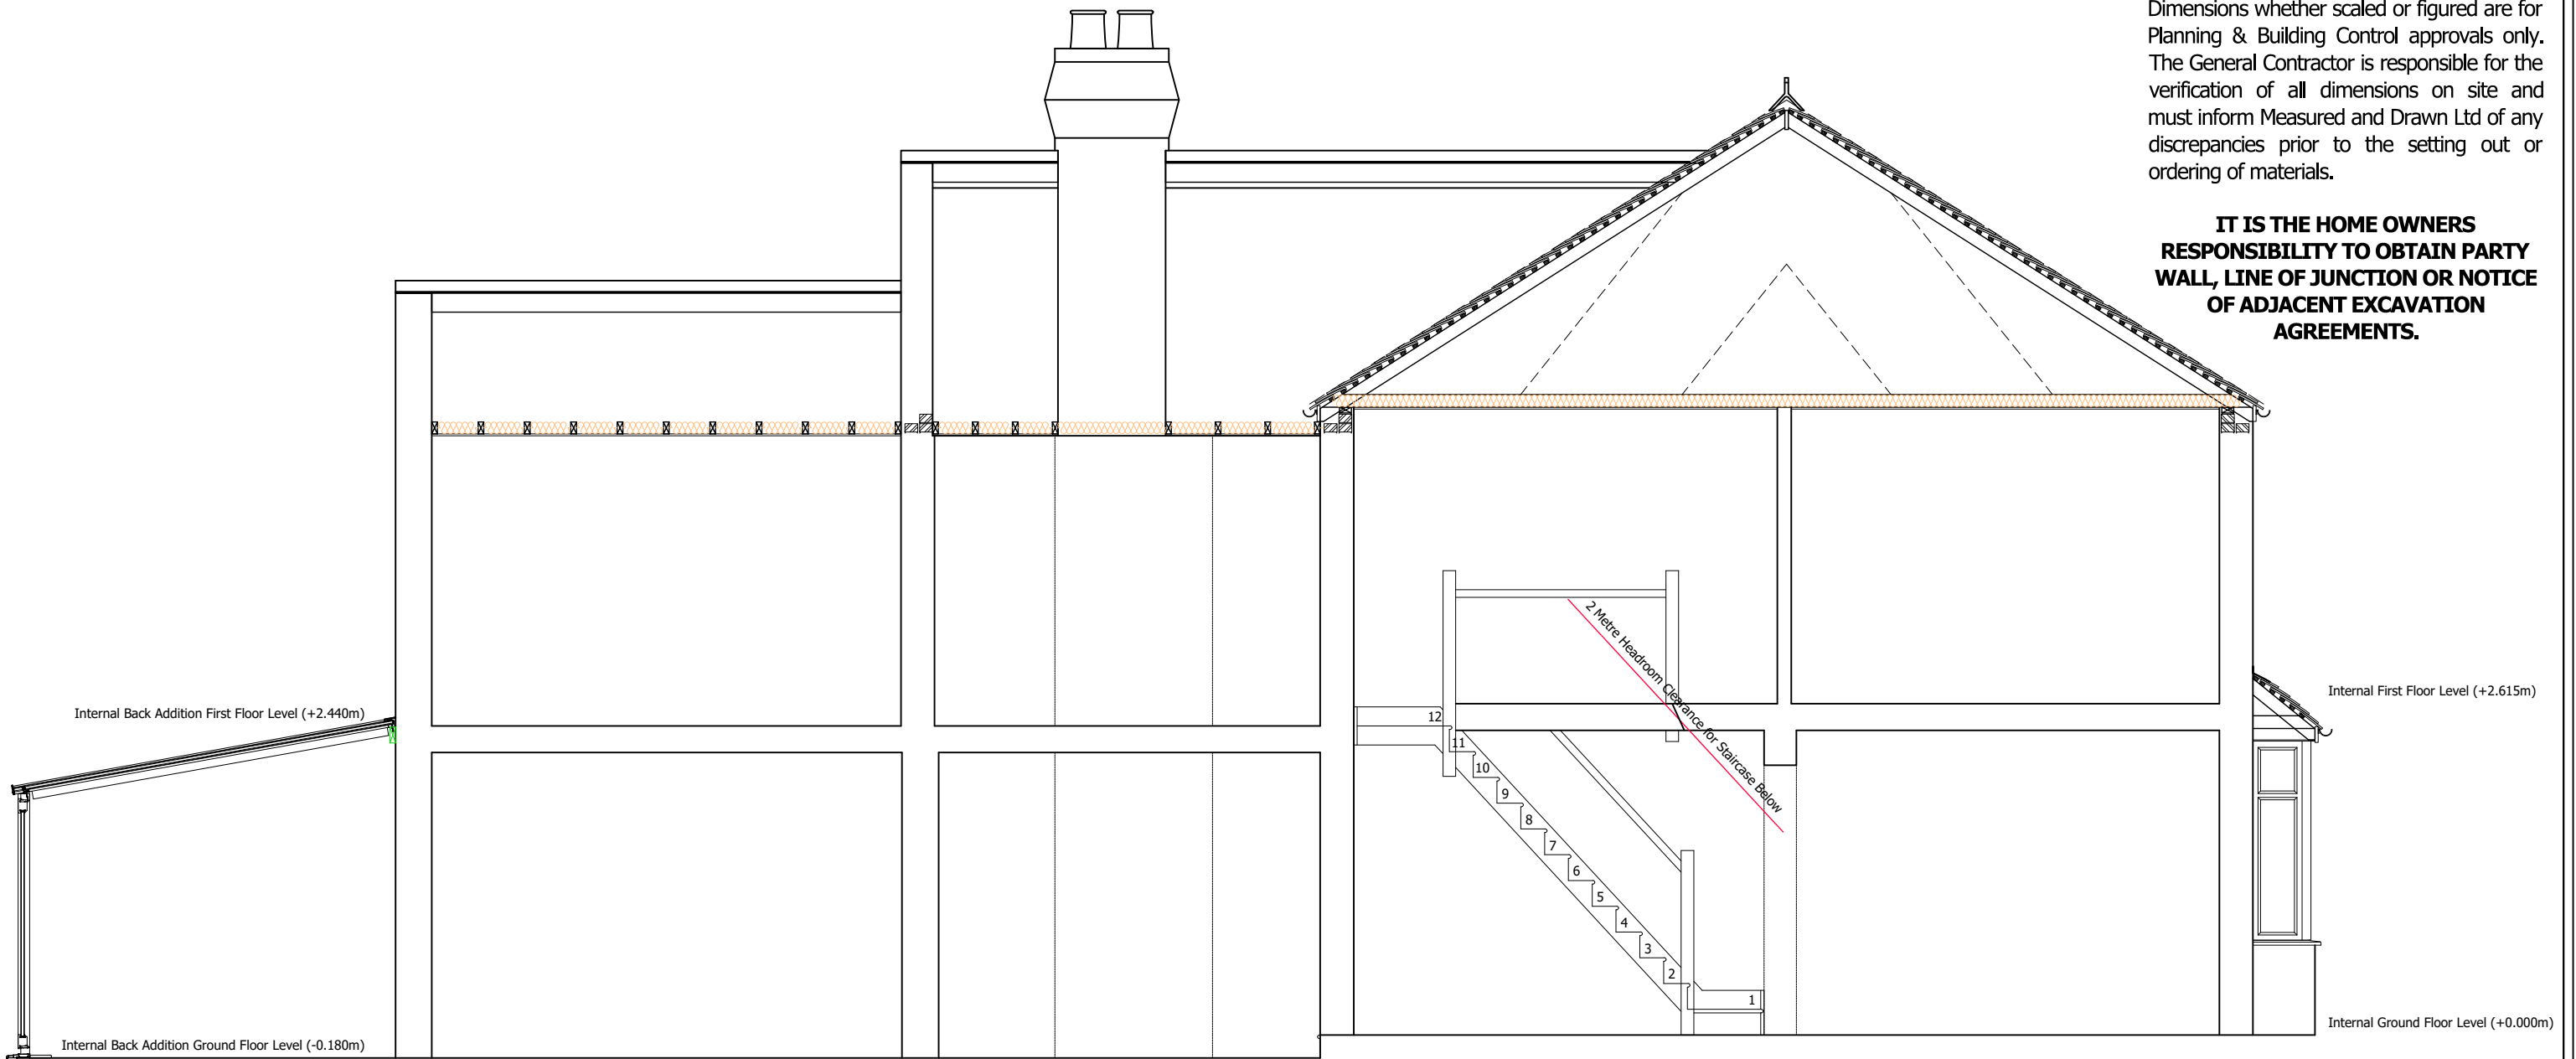 Dimensions whether scaled or figured are for
Planning & Building Control approvals only.
The General Contractor is responsible for the
verification of all dimensions on site and
must inform Measured and Drawn Ltd of any
discrepancies prior to the setting out or
ordering of materials.
IT IS THE HOME OWNERS
RESPONSIBILITY TO OBTAIN PARTY
WALL, LINE OF JUNCTION OR NOTICE
OF ADJACENT EXCAVATION
AGREEMENTS.
2 Metre Headroom Clearance for Staircase Below
Internal Back Addition First Floor Level (+2.440m)
Internal First Floor Level (+2.615m)
12
11
10
9
8
7
6
5
4
3
2
1
Internal Back Addition Ground Floor Level (-0.180m)
Internal Ground Floor Level (+0.000m)